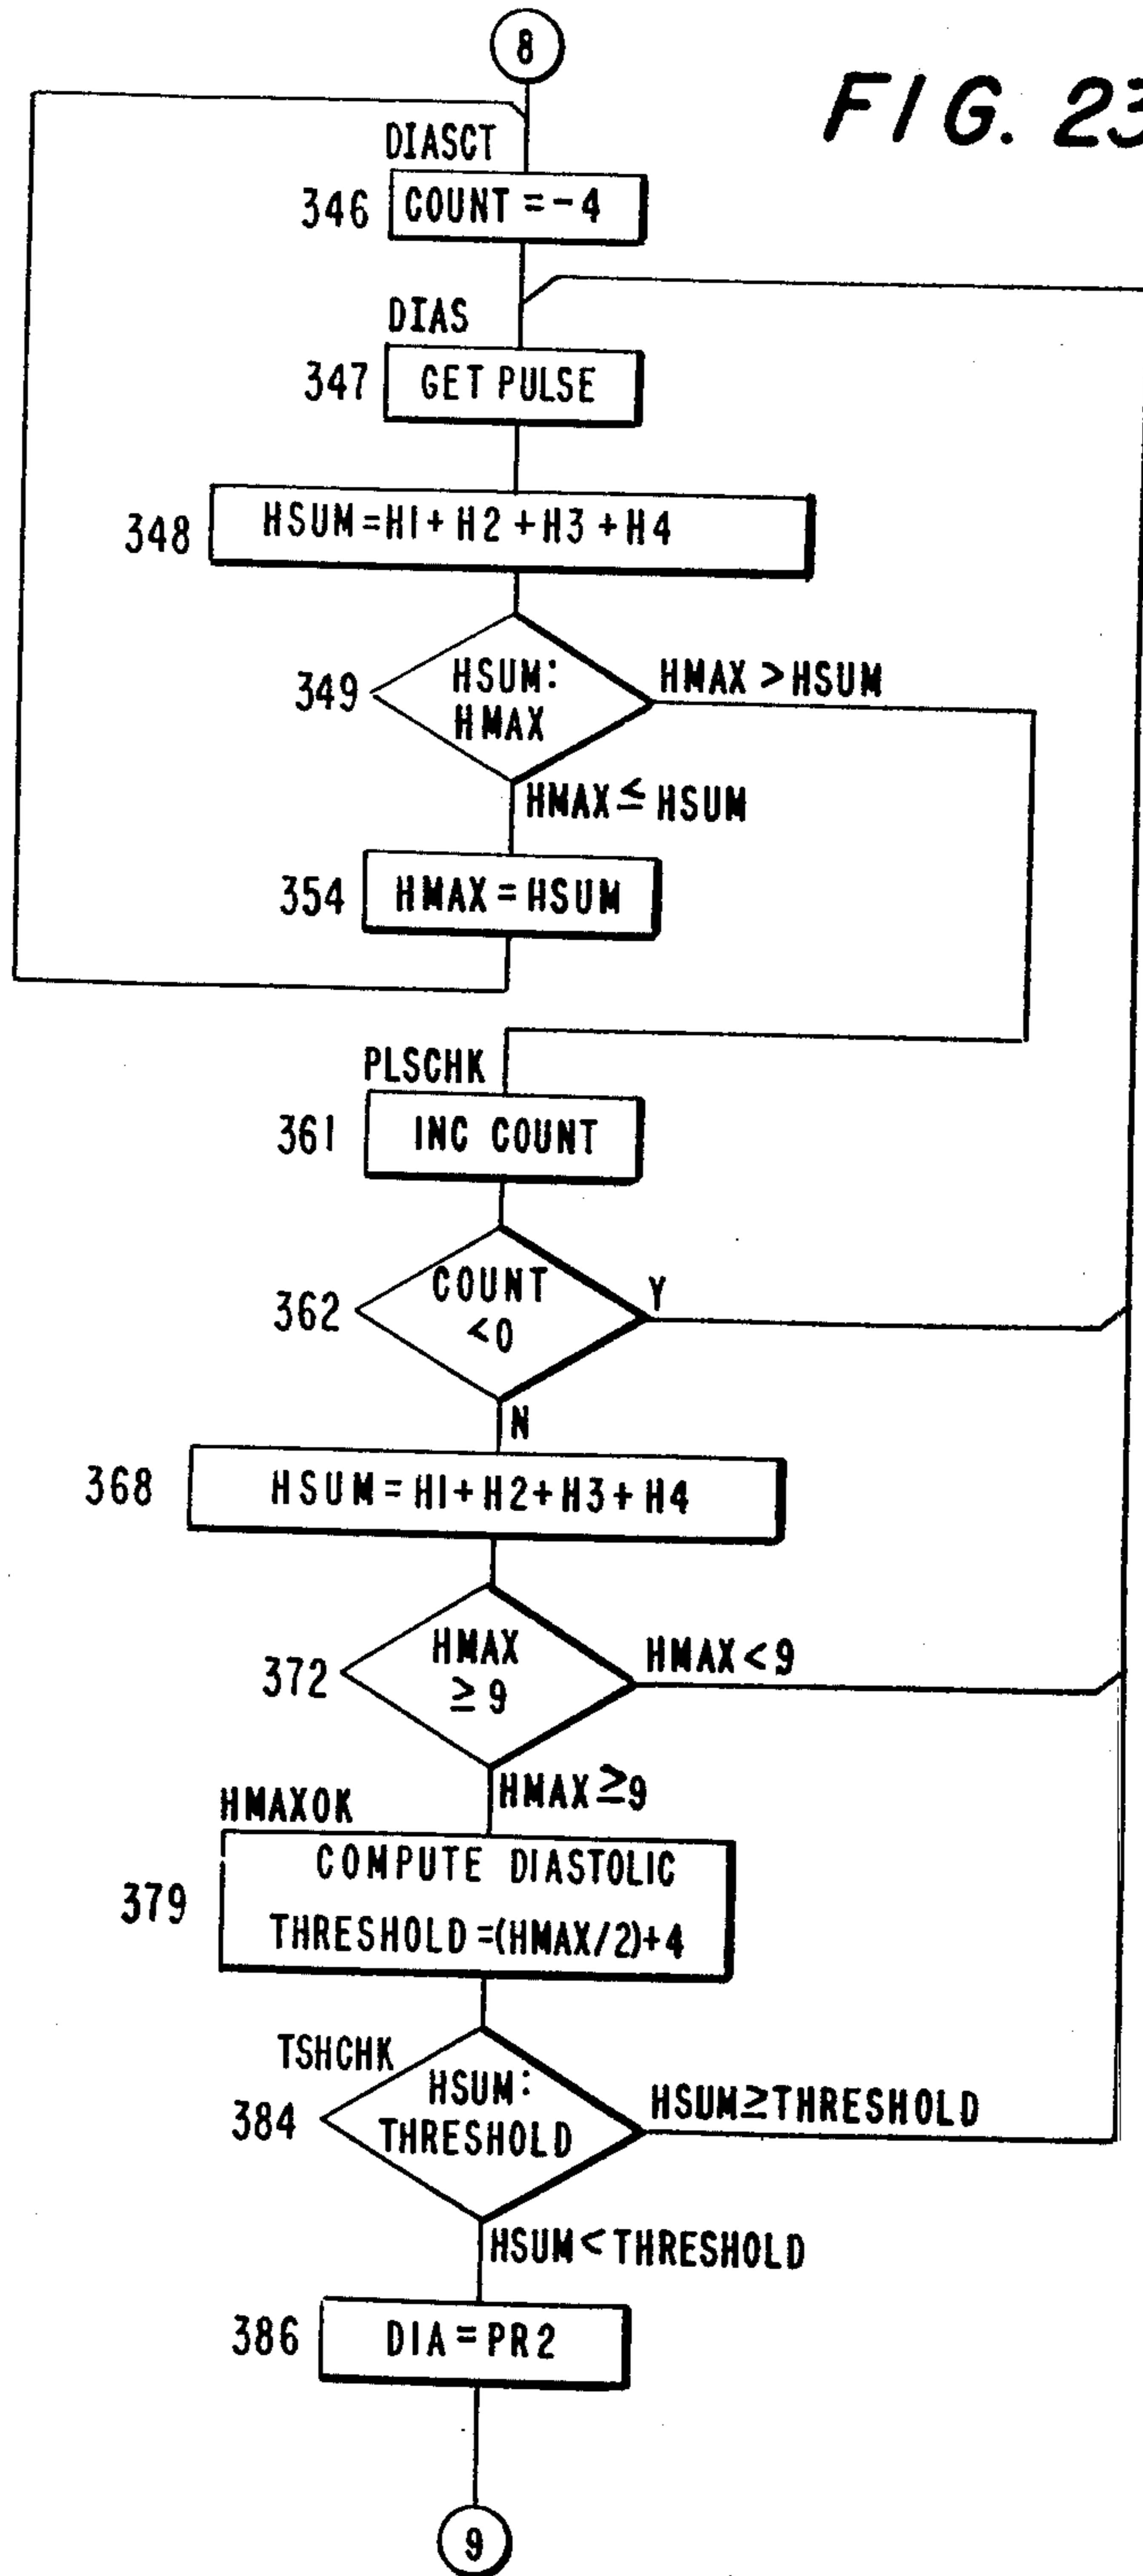 8
FIG. 23
DIASCT
346 COUNT = -4
DIAS
347 GET PULSE
348 HSUM = H1 + H2 + H3 + H4
349 HSUM:
HMAX
HMAX > HSUM
HMAX ≤ HSUM
354 HMAX = HSUM
PLSCHK
361 INC COUNT
362 COUNT
<0
Y
N
368 HSUM = H1 + H2 + H3 + H4
372 HMAX
≥ 9
HMAX < 9
HMAX ≥ 9
HMAXOK
379 COMPUTE DIASTOLIC
THRESHOLD = (HMAX/2)+4
TSHCHK
384 HSUM:
THRESHOLD
HSUM ≥ THRESHOLD
HSUM < THRESHOLD
386 DIA = PR2
9